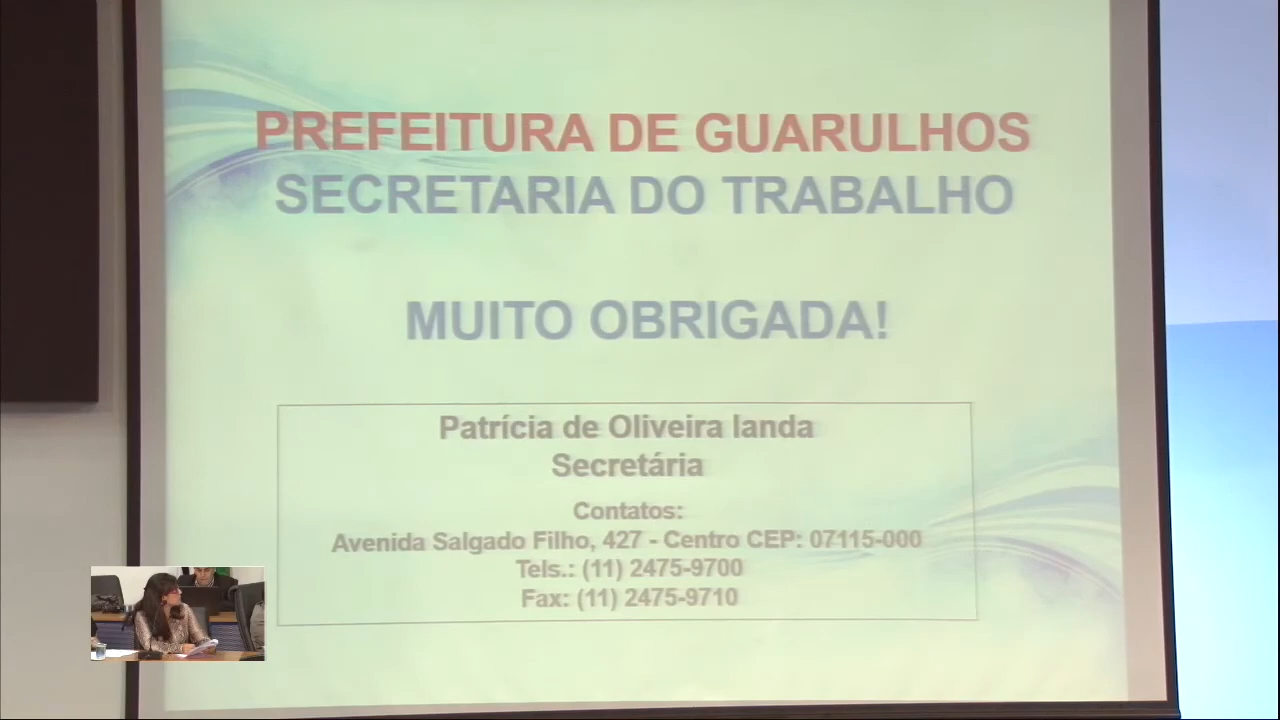 PREFEITURA DE GUARULHOS
SECRETARIA DO TRABALHO
MUITO OBRIGADA!
Patrícia de Oliveira Ianda
Secretária
Contatos:
Avenida Salgado Filho, 427 - Centro CEP: 07115-000
Tels.: (11) 2475-9700
Fax: (11) 2475-9710